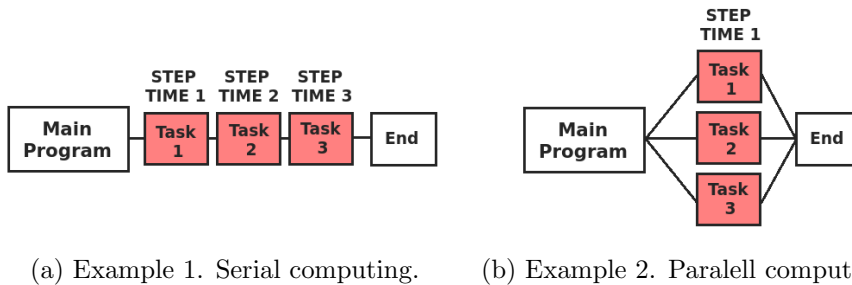 STEP
TIME 1
STEP
TIME 2
STEP
TIME 3
Main
Program
Task
1
Task
2
Task
3
End
(a) Example 1. Serial computing.
STEP
TIME 1
Main
Program
Task
1
Task
2
Task
3
End
(b) Example 2. Paralell comput